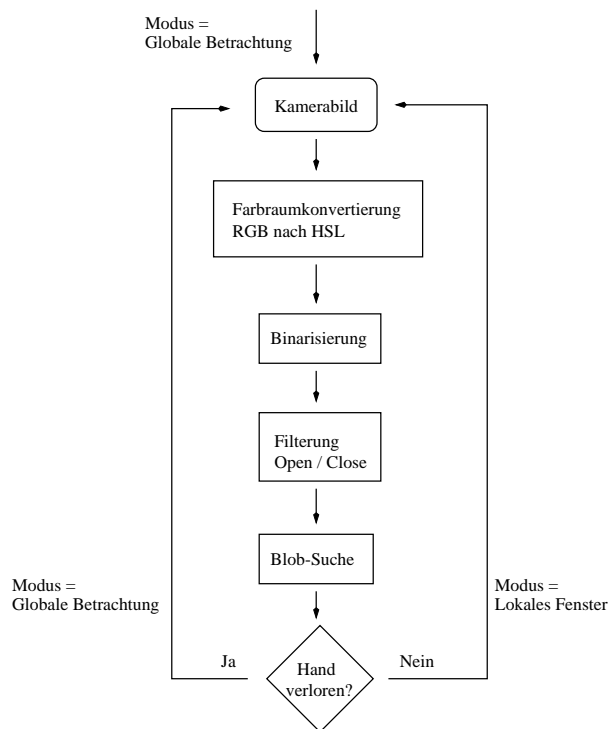 Modus =
Globale Betrachtung
Kamerabild
Farbraumkonvertierung
RGB nach HSL
Binarisierung
Filterung
Open / Close
Blob-Suche
Modus =
Globale Betrachtung
Modus =
Lokales Fenster
Ja
Hand
verloren?
Nein